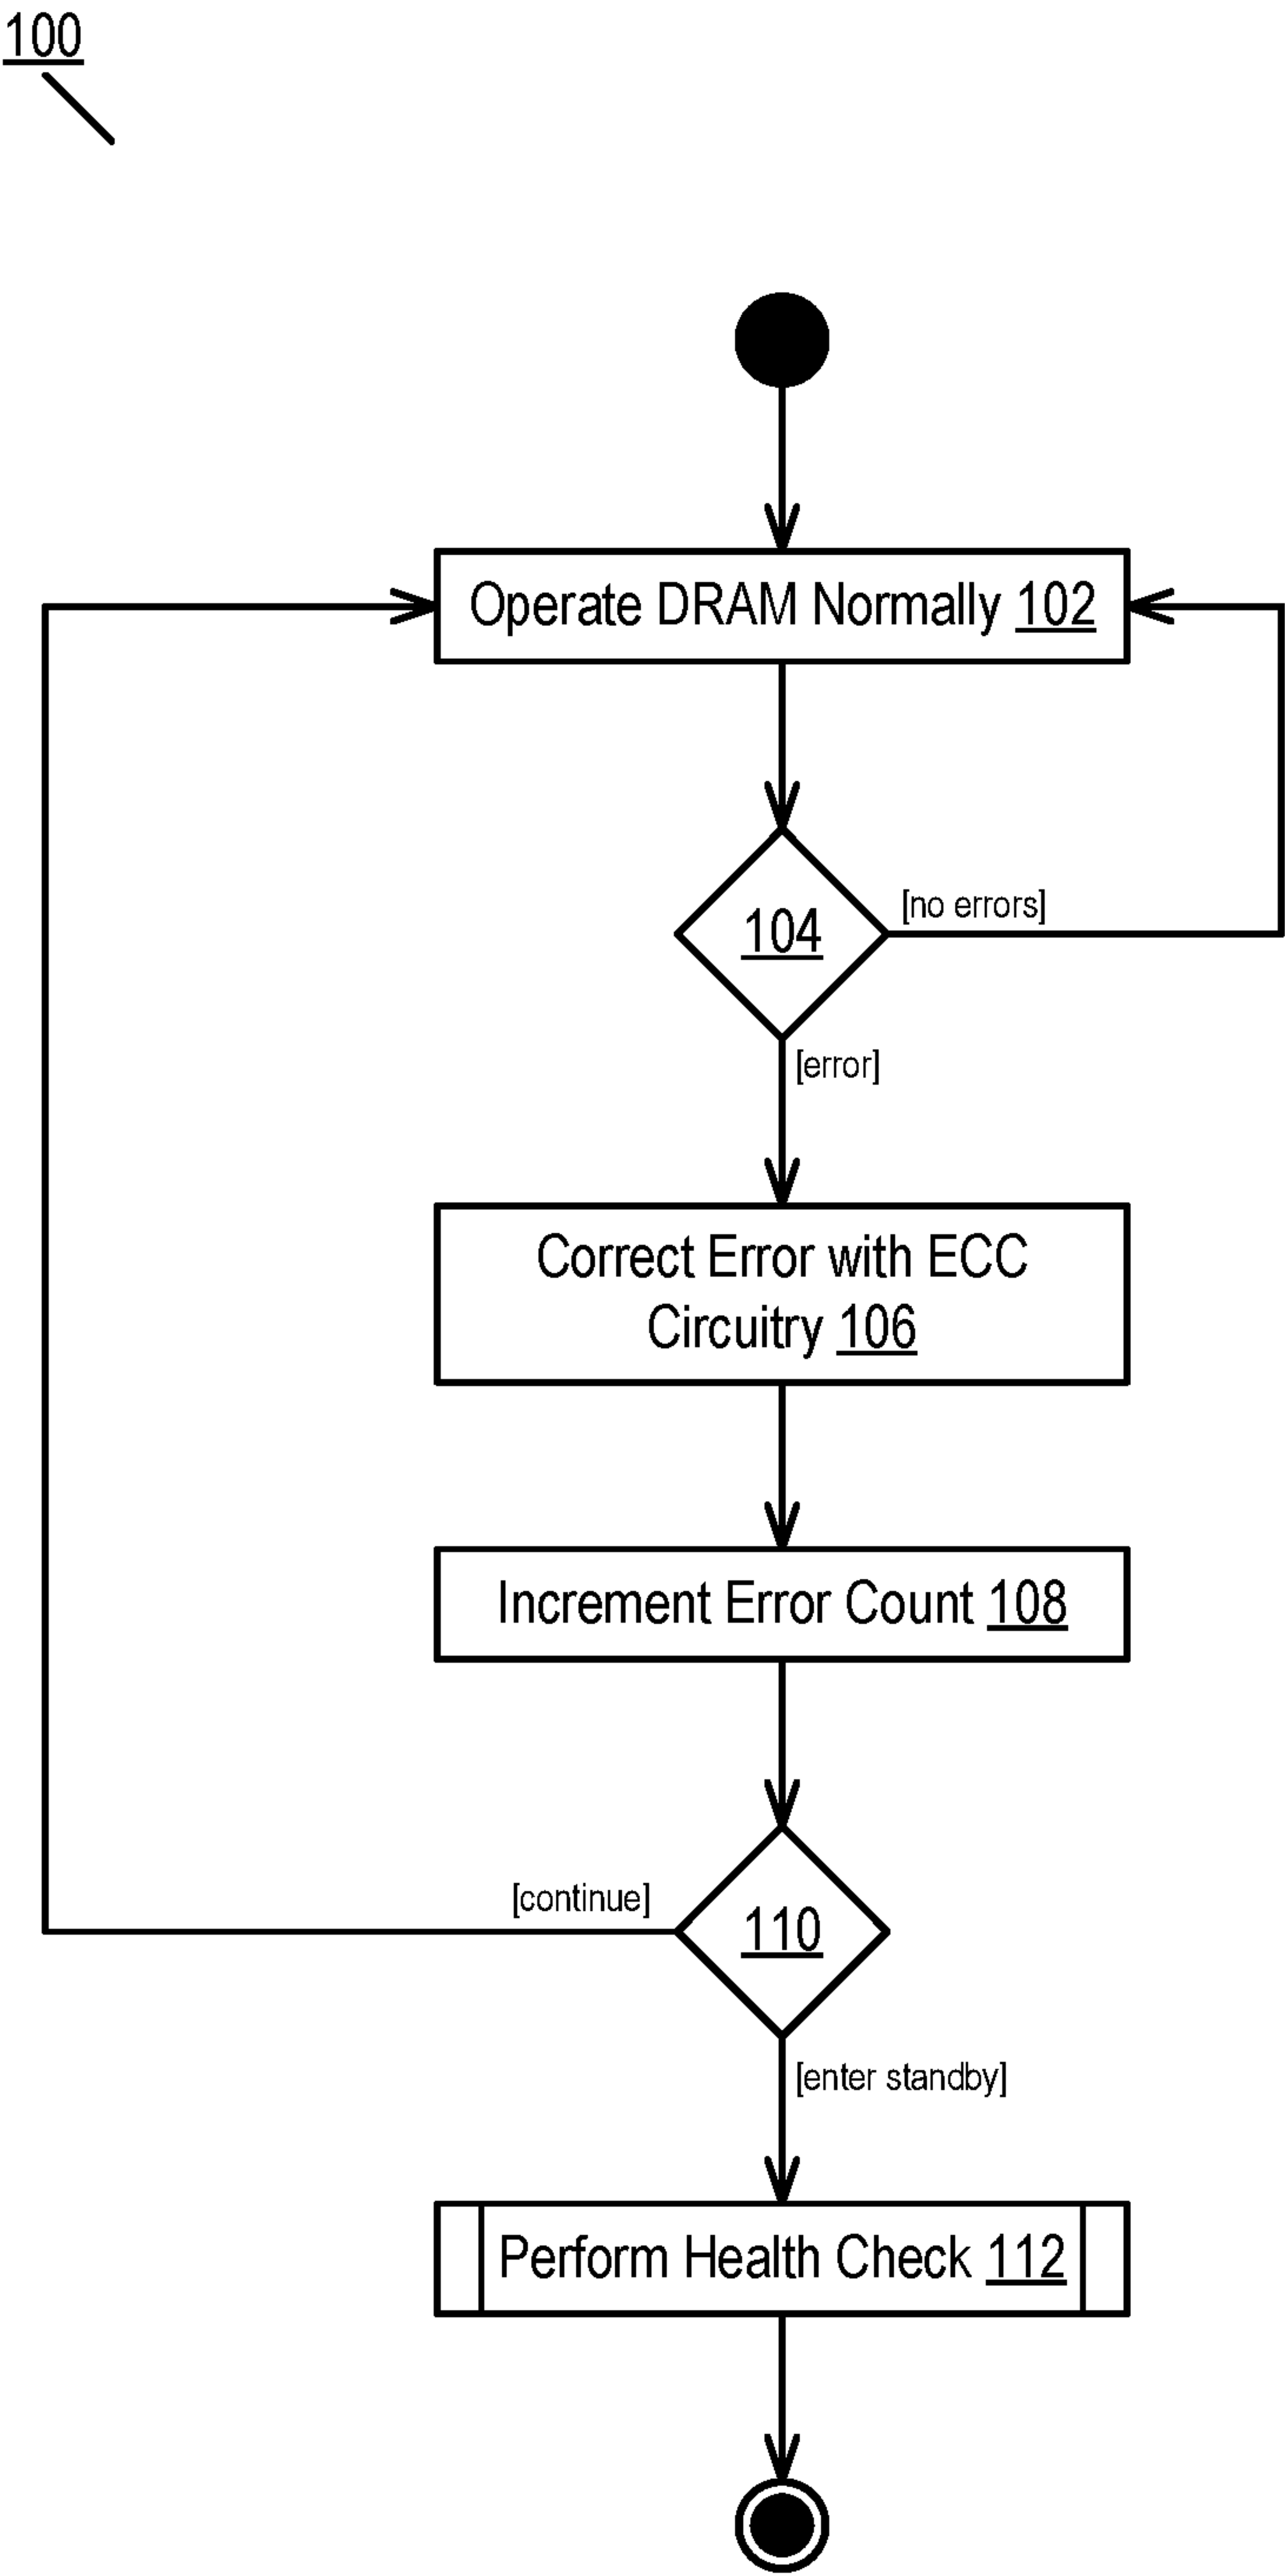 100
Operate DRAM Normally 102
104
[no errors]
[error]
Correct Error with ECC
Circuitry 106
Increment Error Count 108
[continue]
110
[enter standby]
Perform Health Check 112